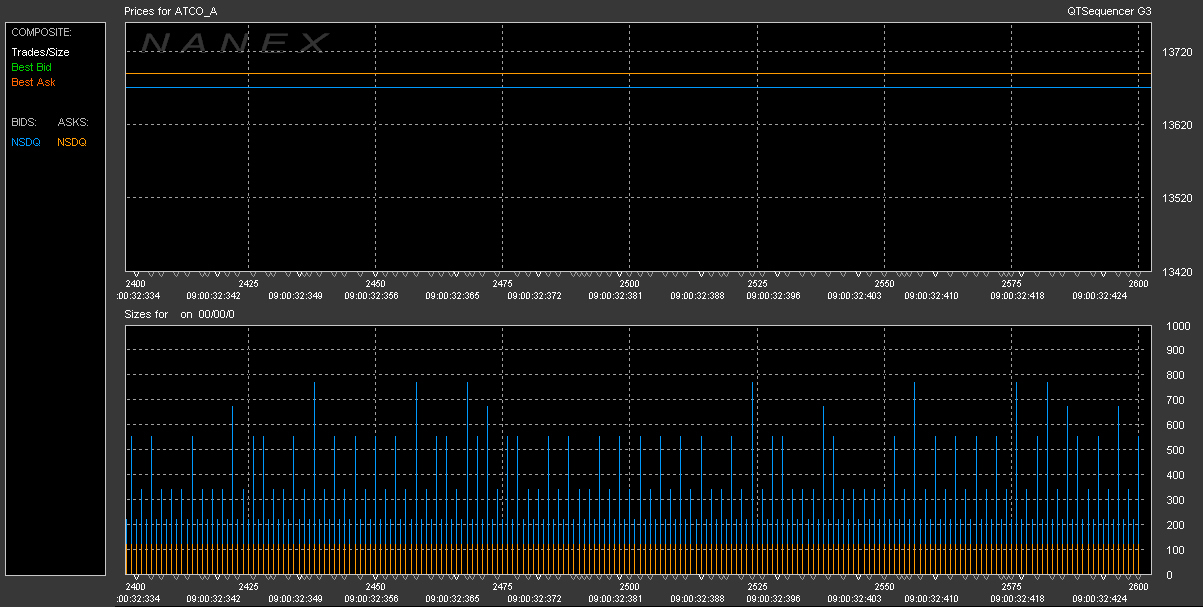 Prices for ATCO_A QTSequencer G3
COMPOSITE:
Trades/Size
Best Bid
Best Ask
BIDS: ASKS:
NSDQ NSDQ
NANEX
13720
13620
13520
13420
2400 2425 2450 2475 2500 2525 2550 2575 2600
:00:32:334 09:00:32:342 09:00:32:349 09:00:32:356 09:00:32:365 09:00:32:372 09:00:32:381 09:00:32:388 09:00:32:396 09:00:32:403 09:00:32:410 09:00:32:418 09:00:32:424
Sizes for on 00/00/0
1000
900
800
700
600
500
400
300
200
100
0
2400 2425 2450 2475 2500 2525 2550 2575 2600
:00:32:334 09:00:32:342 09:00:32:349 09:00:32:356 09:00:32:365 09:00:32:372 09:00:32:381 09:00:32:388 09:00:32:396 09:00:32:403 09:00:32:410 09:00:32:418 09:00:32:424